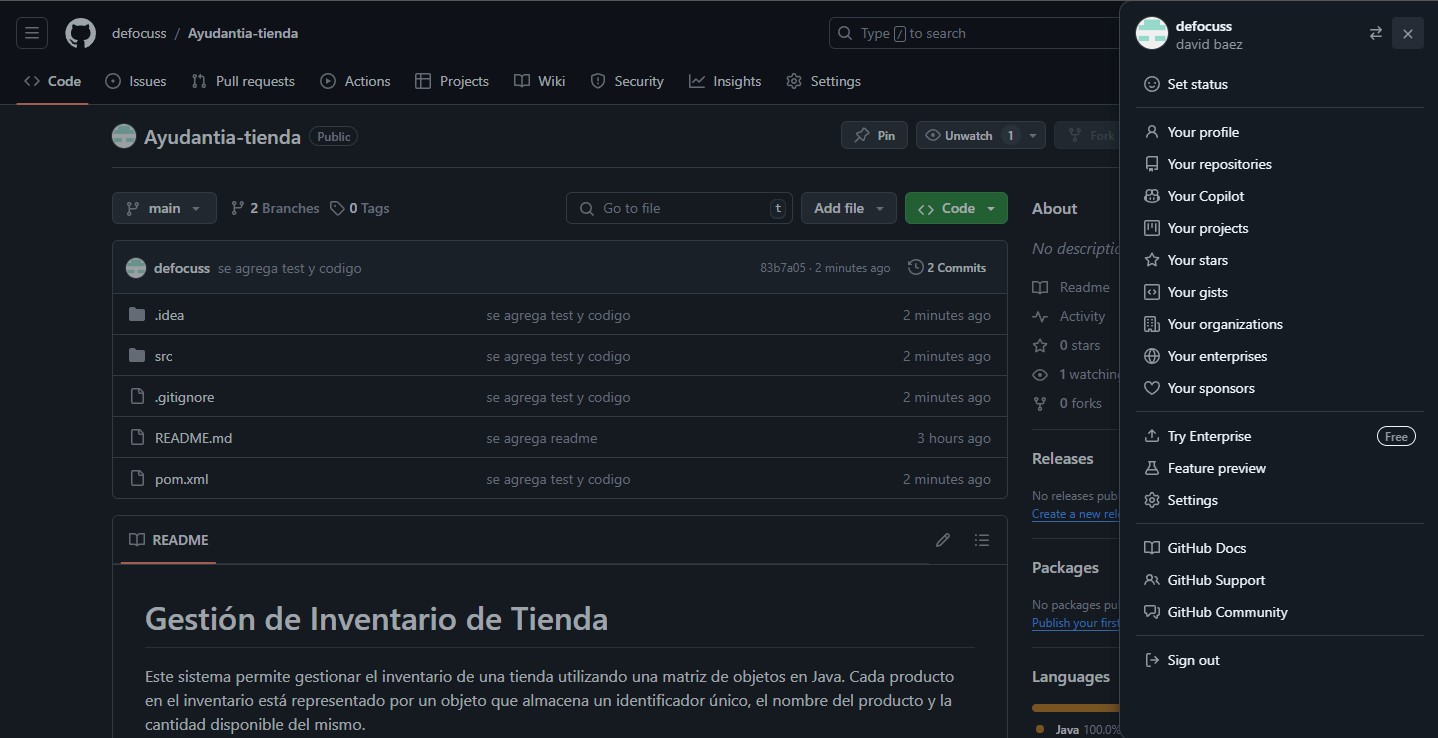 defocuss / Ayudantia-tienda
Type / to search
defocuss
david baez
Code Issues Pull requests Actions Projects Wiki Security Insights Settings
Ayudantia-tienda Public
Pin Unwatch 1 Fork
main 2 Branches 0 Tags
Go to file t Add file Code
defocuss se agrega test y codigo 83b7a05 · 2 minutes ago 2 Commits
.idea se agrega test y codigo 2 minutes ago
src se agrega test y codigo 2 minutes ago
.gitignore se agrega test y codigo 2 minutes ago
README.md se agrega readme 3 hours ago
pom.xml se agrega test y codigo 2 minutes ago
README
Gestión de Inventario de Tienda
Este sistema permite gestionar el inventario de una tienda utilizando una matriz de objetos en Java. Cada producto
en el inventario está representado por un objeto que almacena un identificador único, el nombre del producto y la
cantidad disponible del mismo.
About
No descriptio
Readme
Activity
0 stars
1 watching
0 forks
Releases
No releases pub
Create a new rel
Packages
No packages pu
Publish your first
Languages
Java 100.0%
Set status
Your profile
Your repositories
Your Copilot
Your projects
Your stars
Your gists
Your organizations
Your enterprises
Your sponsors
Try Enterprise Free
Feature preview
Settings
GitHub Docs
GitHub Support
GitHub Community
Sign out